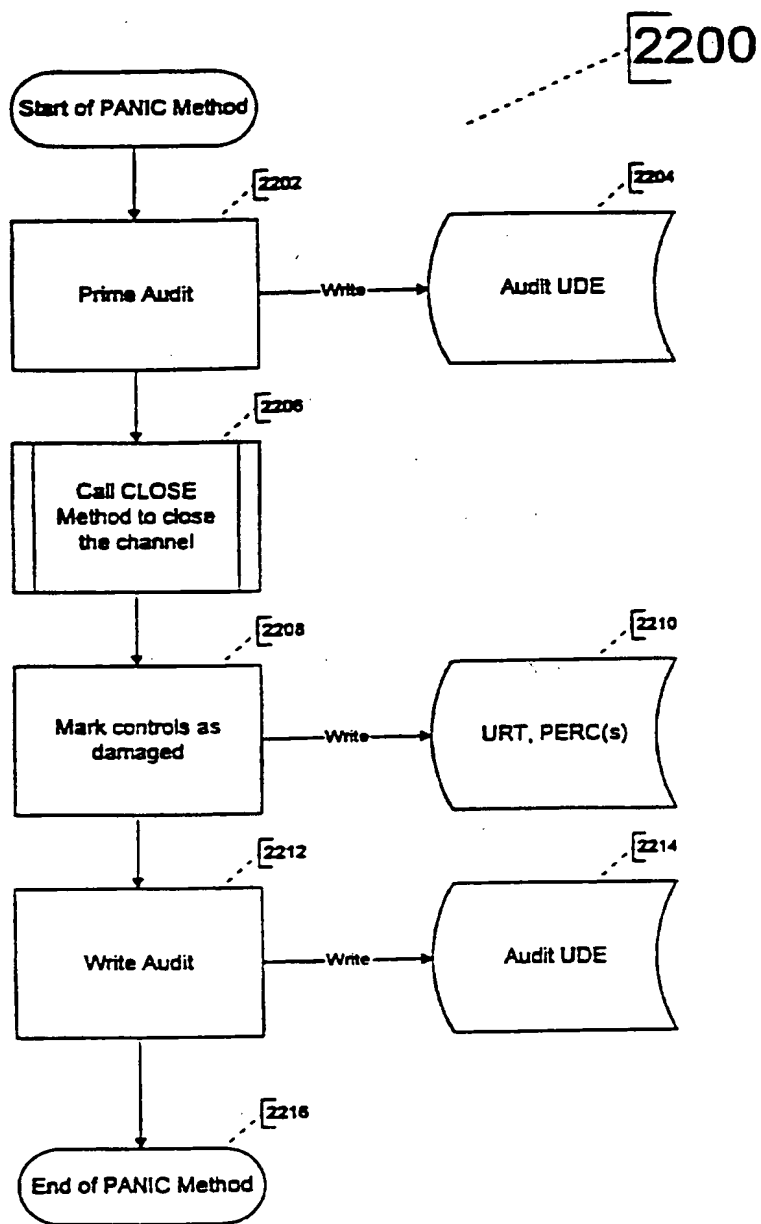 2200
Start of PANIC Method
2202
2204
Prime Audit
Write
Audit UDE
2206
Call CLOSE
Method to close
the channel
2208
2210
Mark controls as
damaged
Write
URT, PERC(s)
2212
2214
Write Audit
Write
Audit UDE
2216
End of PANIC Method